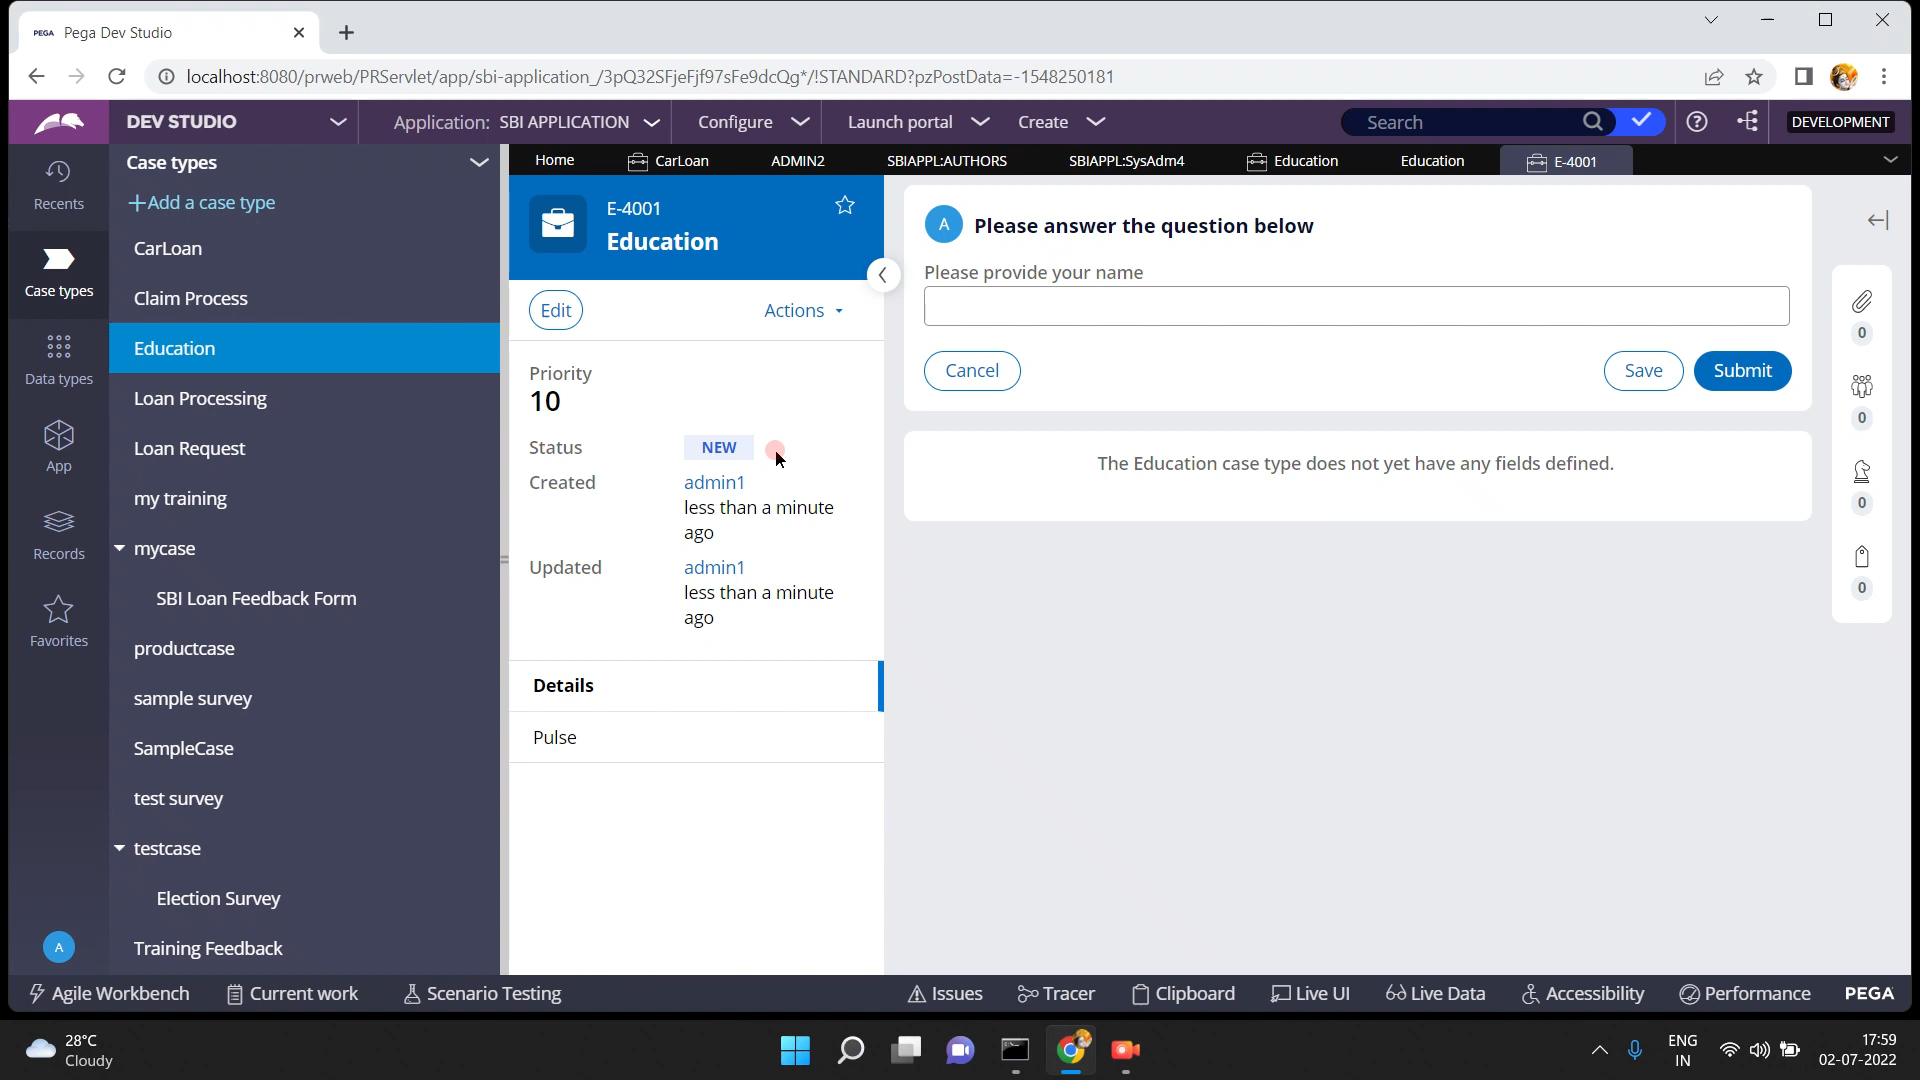 PEGA Pega Dev Studio
localhost:8080/prweb/PRServlet/app/sbi-application_/3pQ32SFjeFjf97sFe9dcQg*/!STANDARD?pzPostData=-1548250181
DEV STUDIO Application: SBI APPLICATION Configure Launch portal Create Search DEVELOPMENT
Home CarLoan ADMIN2 SBIAPPL:AUTHORS SBIAPPL:SysAdm4 Education Education E-4001
Recents
Case types
Data types
App
Records
Favorites
A
Case types
+Add a case type
CarLoan
Claim Process
Education
Loan Processing
Loan Request
my training
mycase
SBI Loan Feedback Form
productcase
sample survey
SampleCase
test survey
testcase
Election Survey
Training Feedback
E-4001
Education
Edit Actions
Priority
10
Status NEW
Created admin1
less than a minute
ago
Updated admin1
less than a minute
ago
Details
Pulse
A Please answer the question below
Please provide your name
Cancel Save Submit
The Education case type does not yet have any fields defined.
0
0
0
0
Agile Workbench Current work Scenario Testing Issues Tracer Clipboard Live UI Live Data Accessibility Performance PEGA
28°C
Cloudy
ENG
IN
17:59
02-07-2022